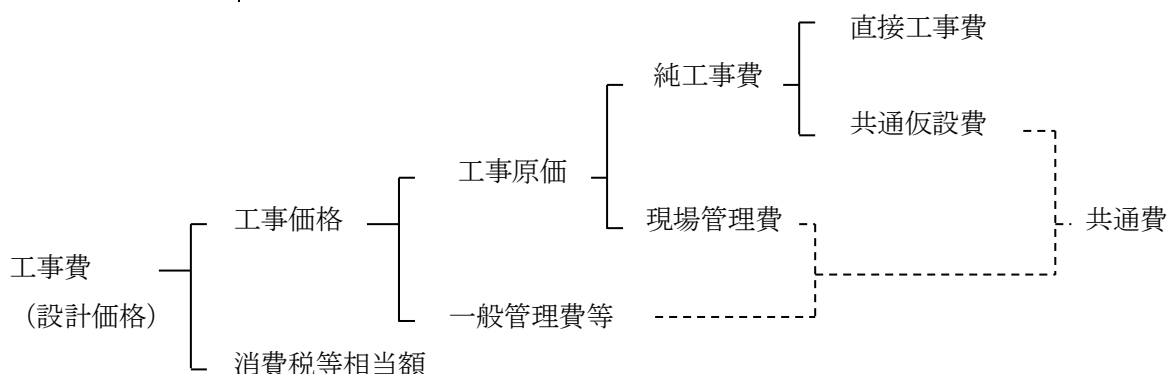 直接工事費
純工事費
共通仮設費
工事原価
工事価格
現場管理費
共通費
工事費
（設計価格）
一般管理費等
消費税等相当額